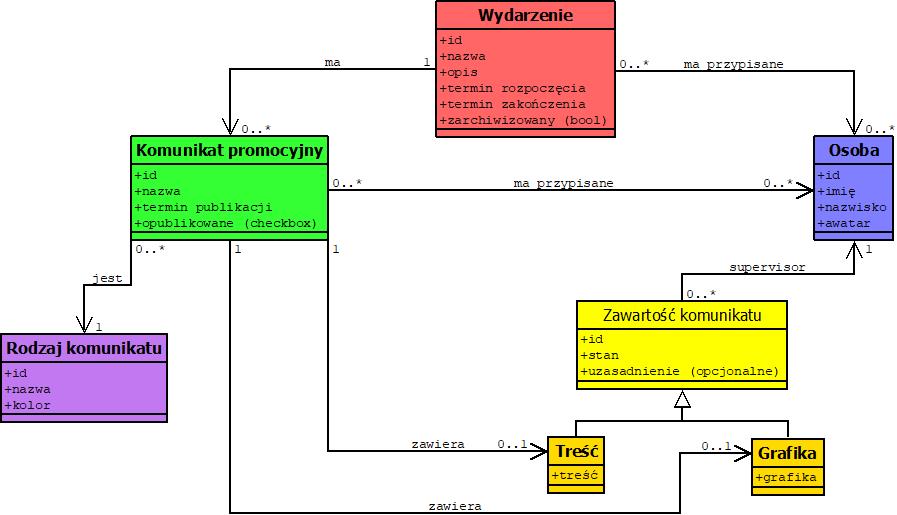 Wydarzenie
+id
+nazwa
+opis
+termin rozpoczęcia
+termin zakończenia
+zarchiwizowany (bool)
ma
1
0..*
0..*
ma przypisane
0..*
Komunikat promocyjny
+id
+nazwa
+termin publikacji
+opublikowane (checkbox)
0..*
ma przypisane
0..*
Osoba
+id
+imię
+nazwisko
+awatar
0..*
1
1
1
jest
1
supervisor
0..*
Rodzaj komunikatu
+id
+nazwa
+kolor
Zawartość komunikatu
+id
+stan
+uzasadnienie (opcjonalne)
zawiera
0..1
Treść
+treść
0..1
Grafika
+grafika
zawiera